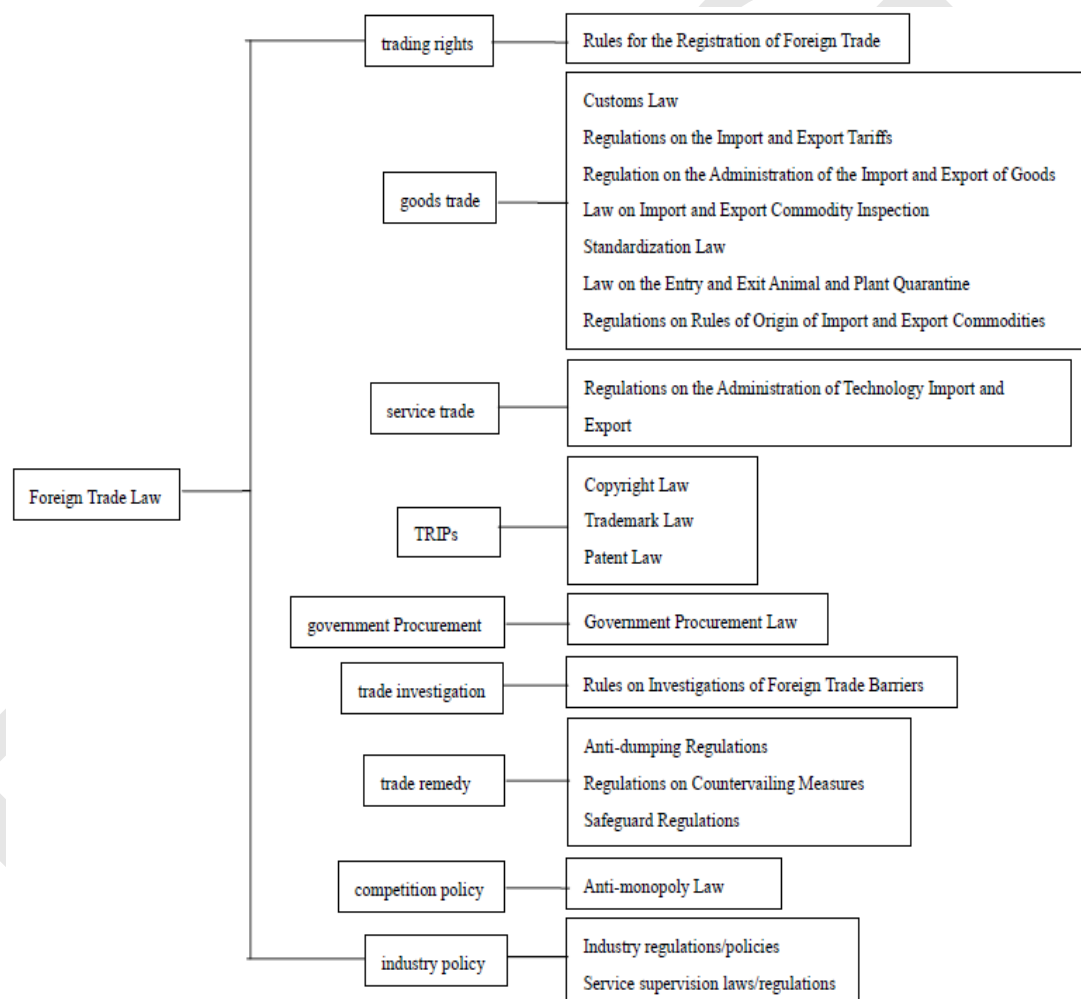 trading rights
Rules for the Registration of Foreign Trade
goods trade
Customs Law
Regulations on the Import and Export Tariffs
Regulation on the Administration of the Import and Export of Goods
Law on Import and Export Commodity Inspection
Standardization Law
Law on the Entry and Exit Animal and Plant Quarantine
Regulations on Rules of Origin of Import and Export Commodities
service trade
Regulations on the Administration of Technology Import and
Export
Foreign Trade Law
TRIPs
Copyright Law
Trademark Law
Patent Law
government Procurement
Government Procurement Law
trade investigation
Rules on Investigations of Foreign Trade Barriers
trade remedy
Anti-dumping Regulations
Regulations on Countervailing Measures
Safeguard Regulations
competition policy
Anti-monopoly Law
industry policy
Industry regulations/policies
Service supervision laws/regulations